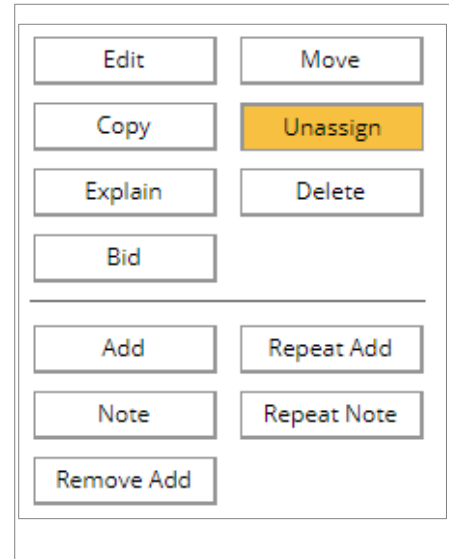 Edit Move
Copy Unassign
Explain Delete
Bid
Add Repeat Add
Note Repeat Note
Remove Add